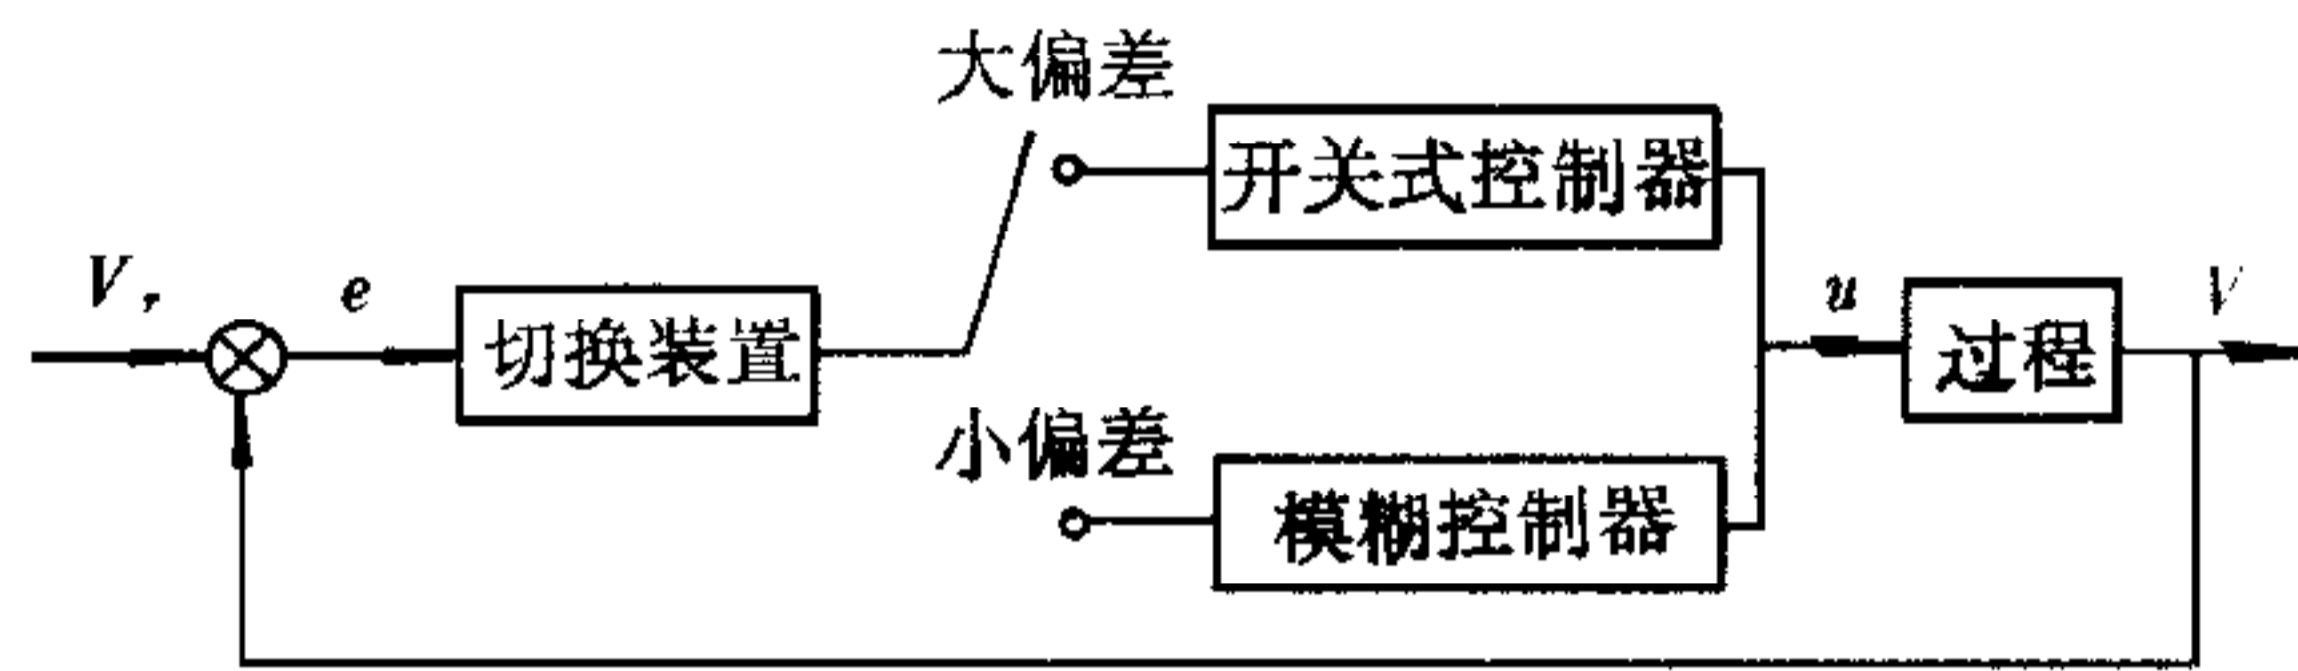 大偏差
开关式控制器
V r
e
切换装置
u
过程
V
小偏差
模糊控制器